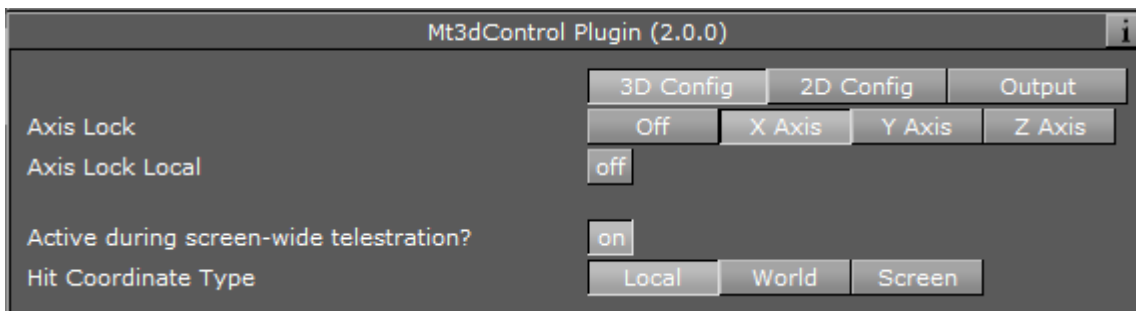 Mt3dControl Plugin (2.0.0) i
3D Config 2D Config Output
Axis Lock Off X Axis Y Axis Z Axis
Axis Lock Local off
Active during screen-wide telestration? on
Hit Coordinate Type Local World Screen